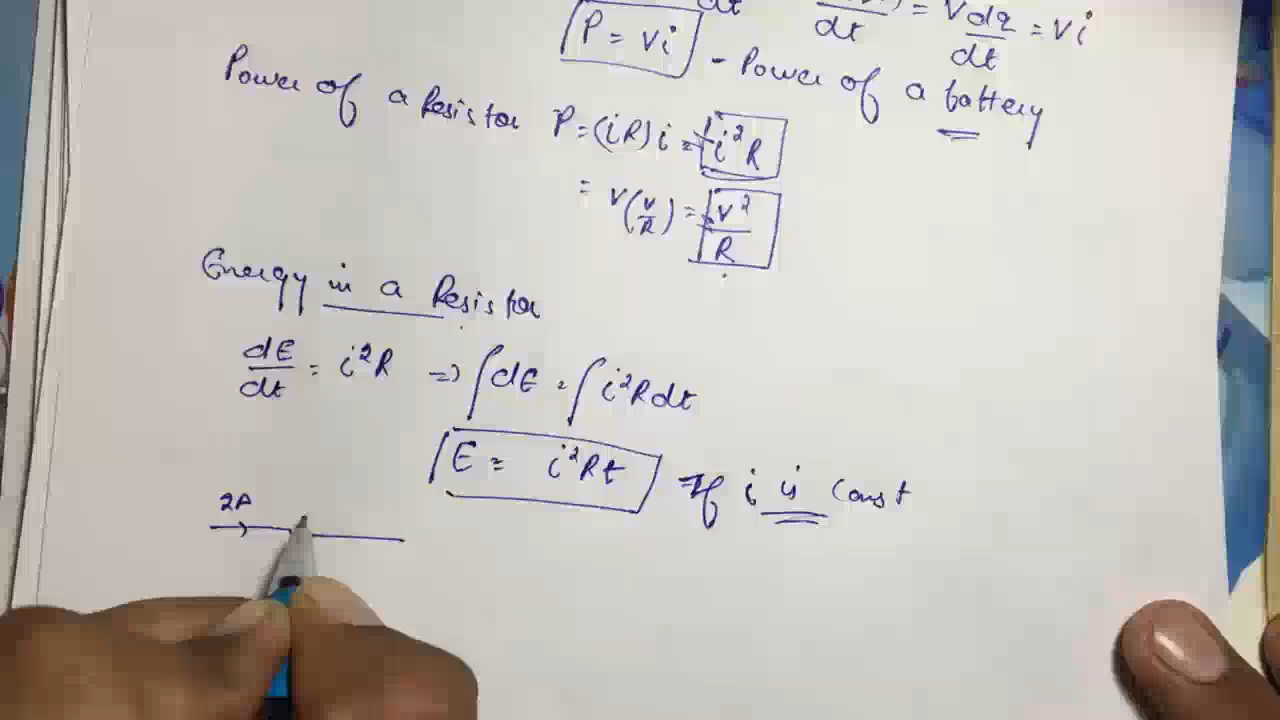 dt dt = V dq/dt = Vi
P = Vi - Power of a battery
Power of a Resistor P = (iR)i = i²R
= V(V/R) = V²/R
Energy in a Resistor
dE/dt = i²R => ∫dE = ∫i²Rdt
E = i²Rt If i is const
2A